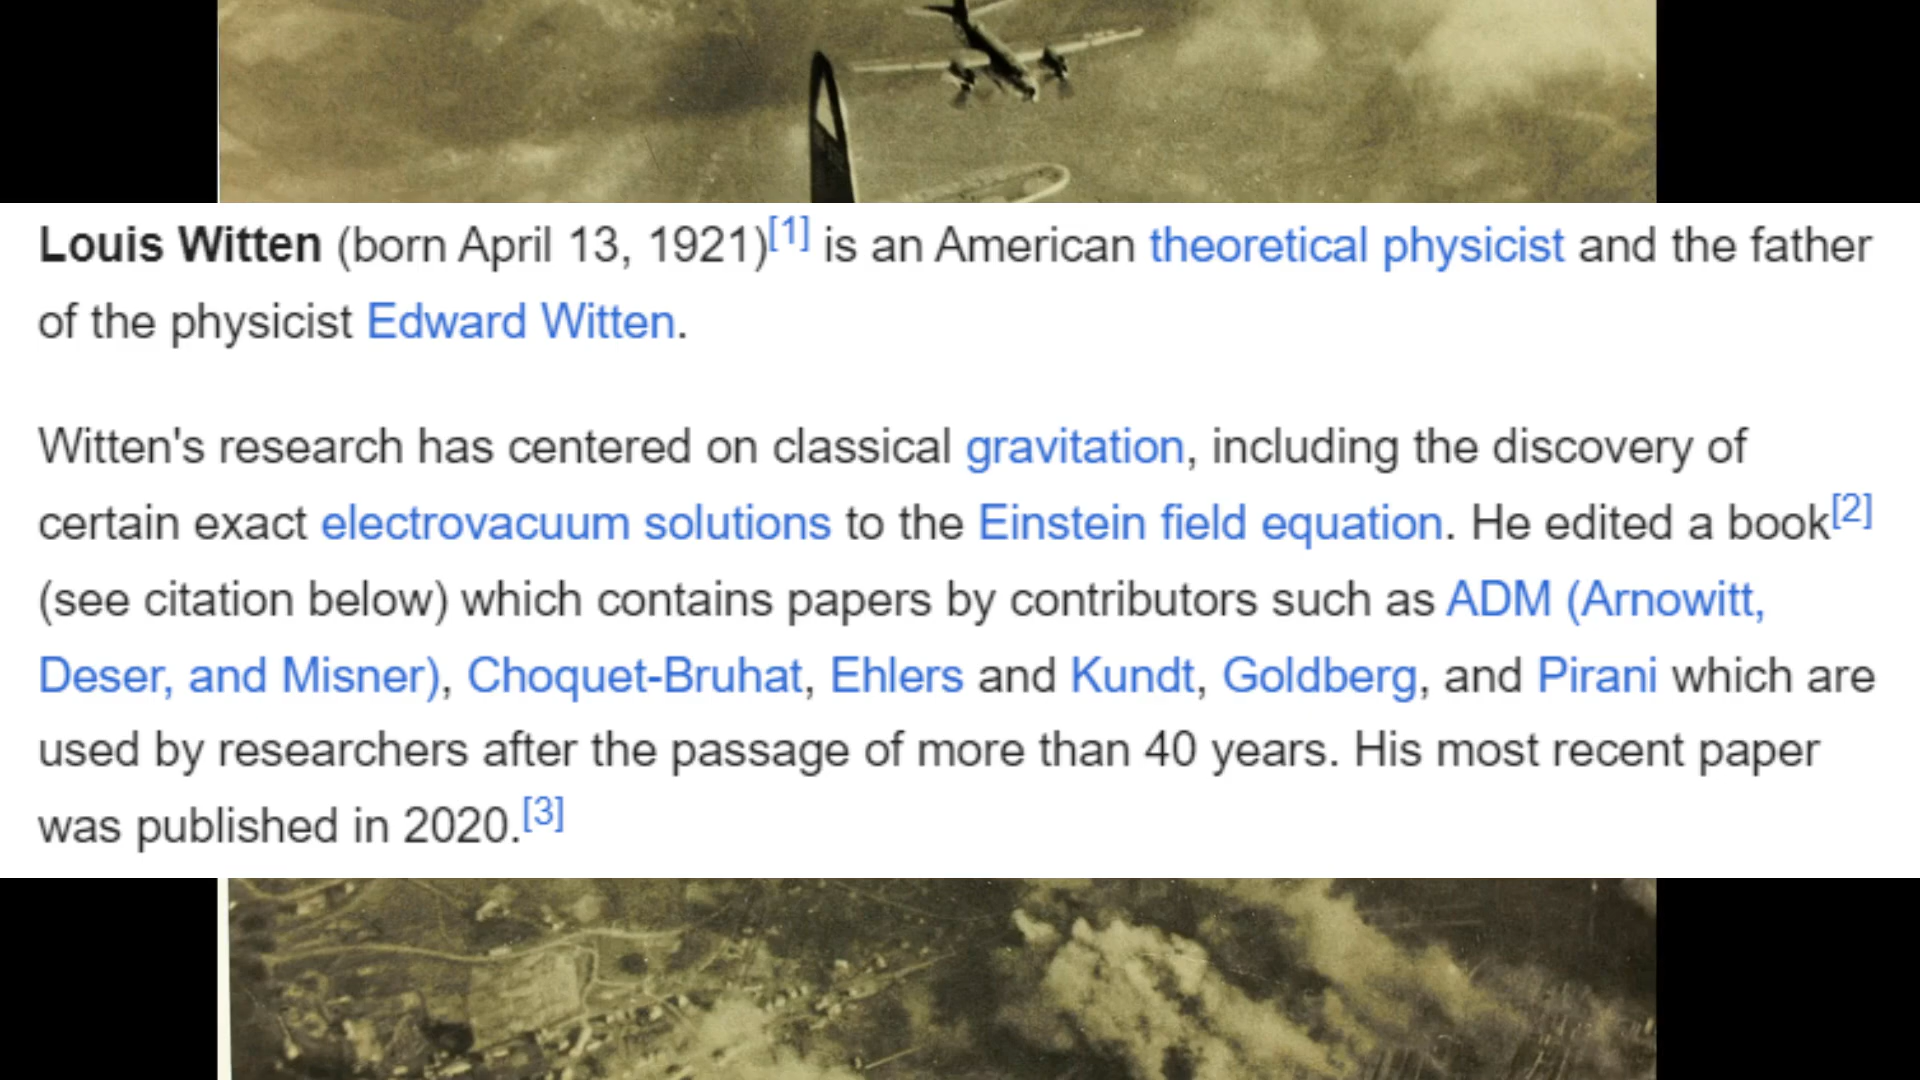 Louis Witten (born April 13, 1921)[1] is an American theoretical physicist and the father
of the physicist Edward Witten.
Witten's research has centered on classical gravitation, including the discovery of
certain exact electrovacuum solutions to the Einstein field equation. He edited a book[2]
(see citation below) which contains papers by contributors such as ADM (Arnowitt,
Deser, and Misner), Choquet-Bruhat, Ehlers and Kundt, Goldberg, and Pirani which are
used by researchers after the passage of more than 40 years. His most recent paper
was published in 2020.[3]